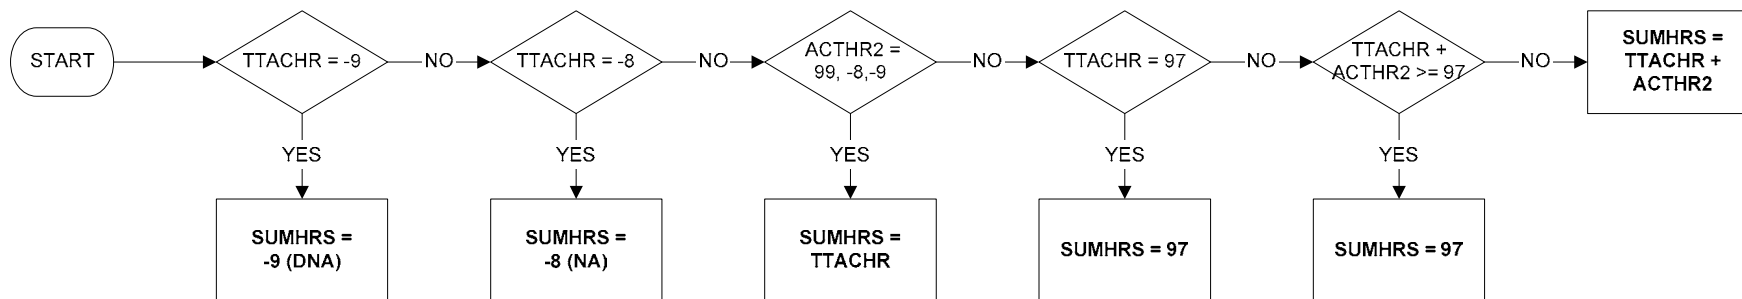 START
TTACHR = -9
NO
TTACHR = -8
NO
ACTHR2 =
99, -8,-9
NO
TTACHR = 97
NO
TTACHR +
ACTHR2 >= 97
NO
SUMHRS =
TTACHR +
ACTHR2
YES
YES
YES
YES
YES
SUMHRS =
-9 (DNA)
SUMHRS =
-8 (NA)
SUMHRS =
TTACHR
SUMHRS = 97
SUMHRS = 97